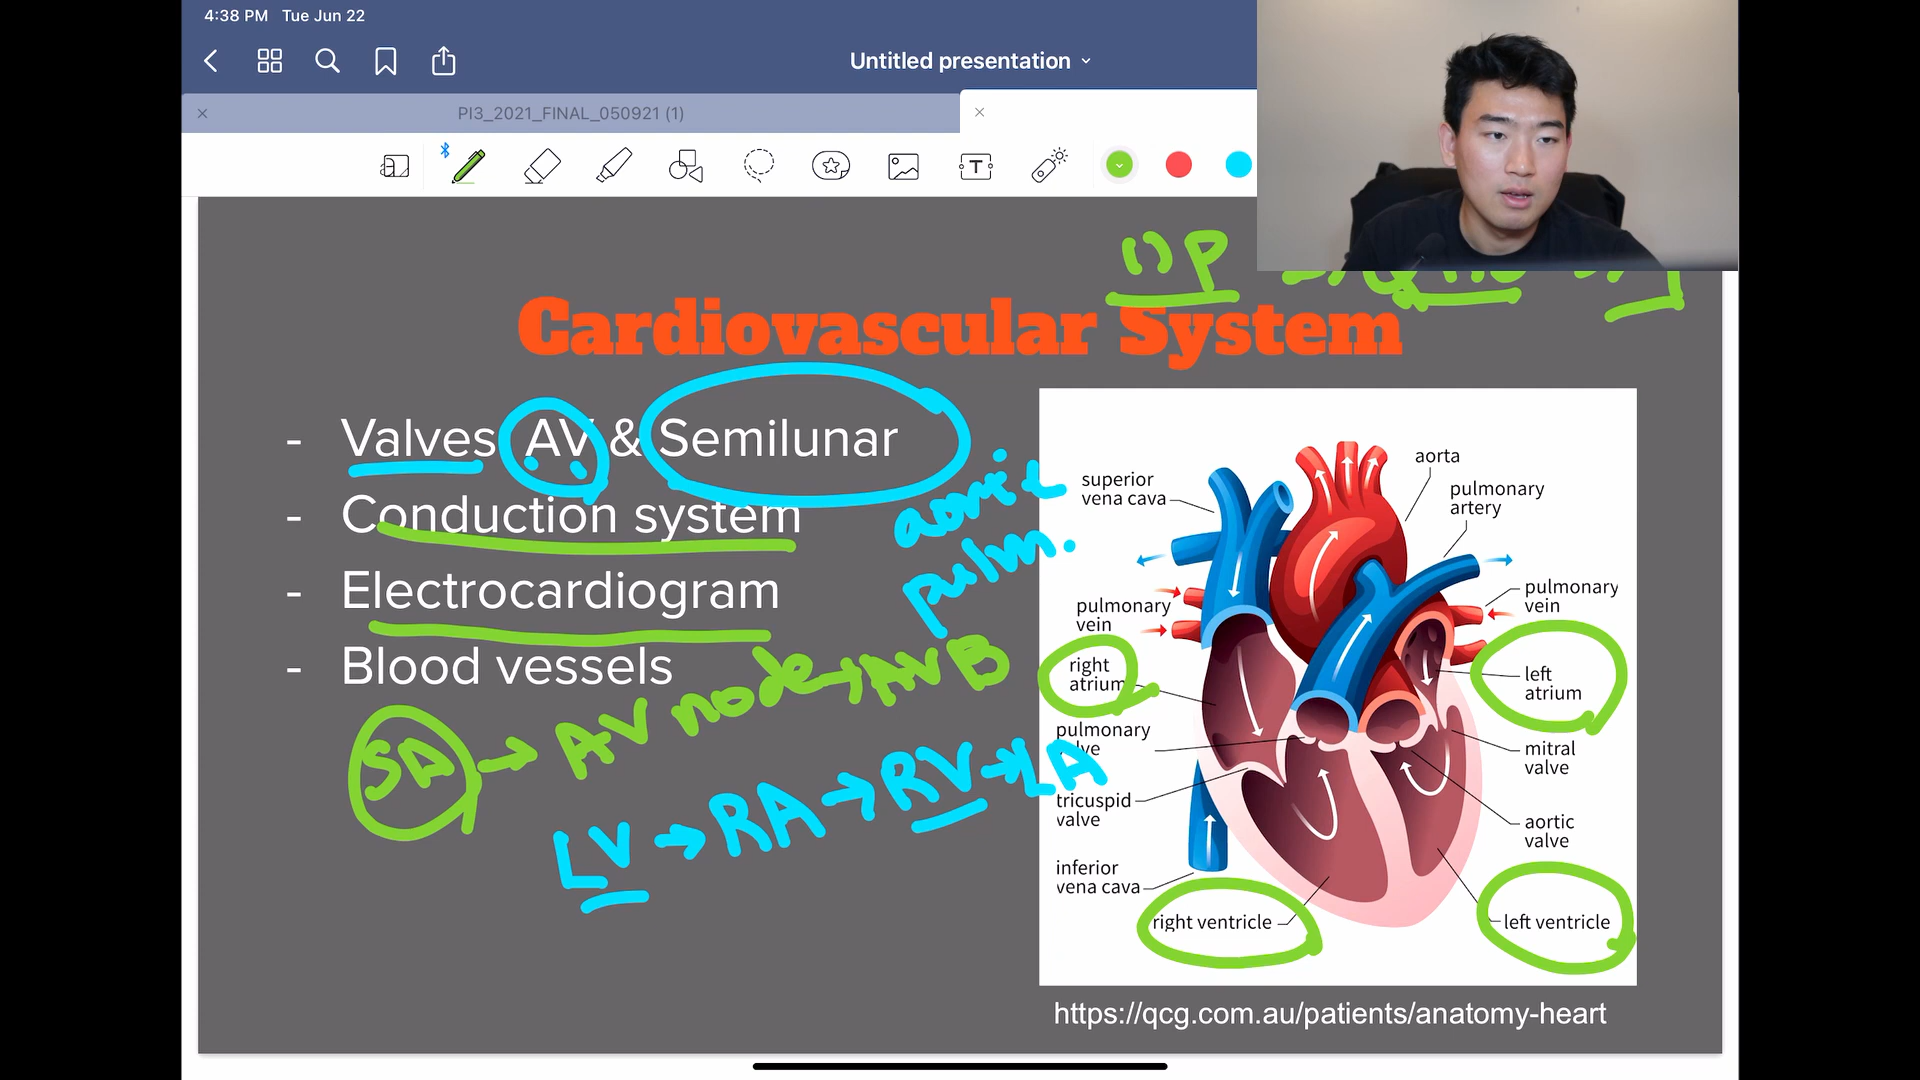 4:38 PM Tue Jun 22
Untitled presentation
PI3_2021_FINAL_050921 (1)
T
Cardiovascular System
- Valves AV & Semilunar
- Conduction system
- Electrocardiogram
- Blood vessels
aortic
pulm.
SA → AV node → AVB
LV → RA → RV → LA
superior
vena cava
aorta
pulmonary
artery
pulmonary
vein
pulmonary
vein
right
atrium
left
atrium
pulmonary
mitral
valve
tricuspid
valve
aortic
valve
inferior
vena cava
right ventricle
left ventricle
https://qcg.com.au/patients/anatomy-heart